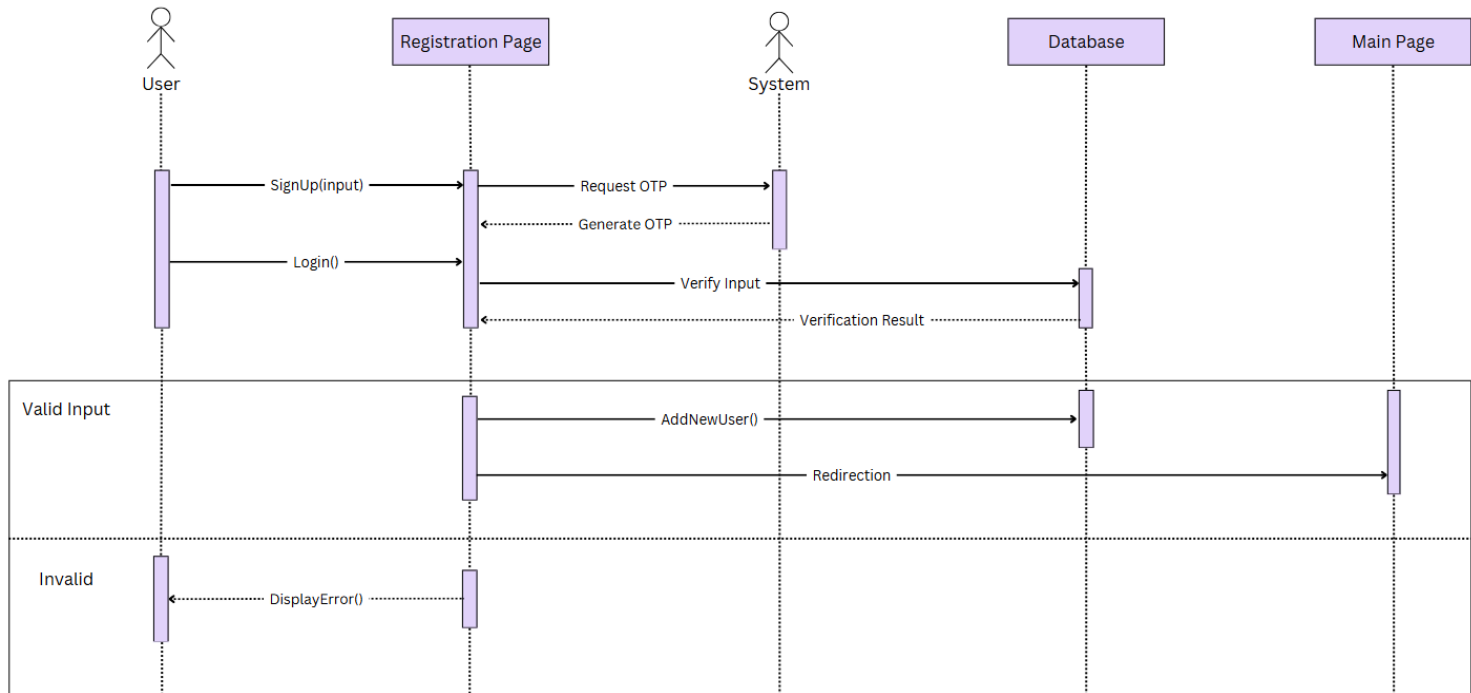 User
Registration Page
System
Database
Main Page
SignUp(input)
Request OTP
Generate OTP
Login()
Verify Input
Verification Result
Valid Input
AddNewUser()
Redirection
Invalid
DisplayError()